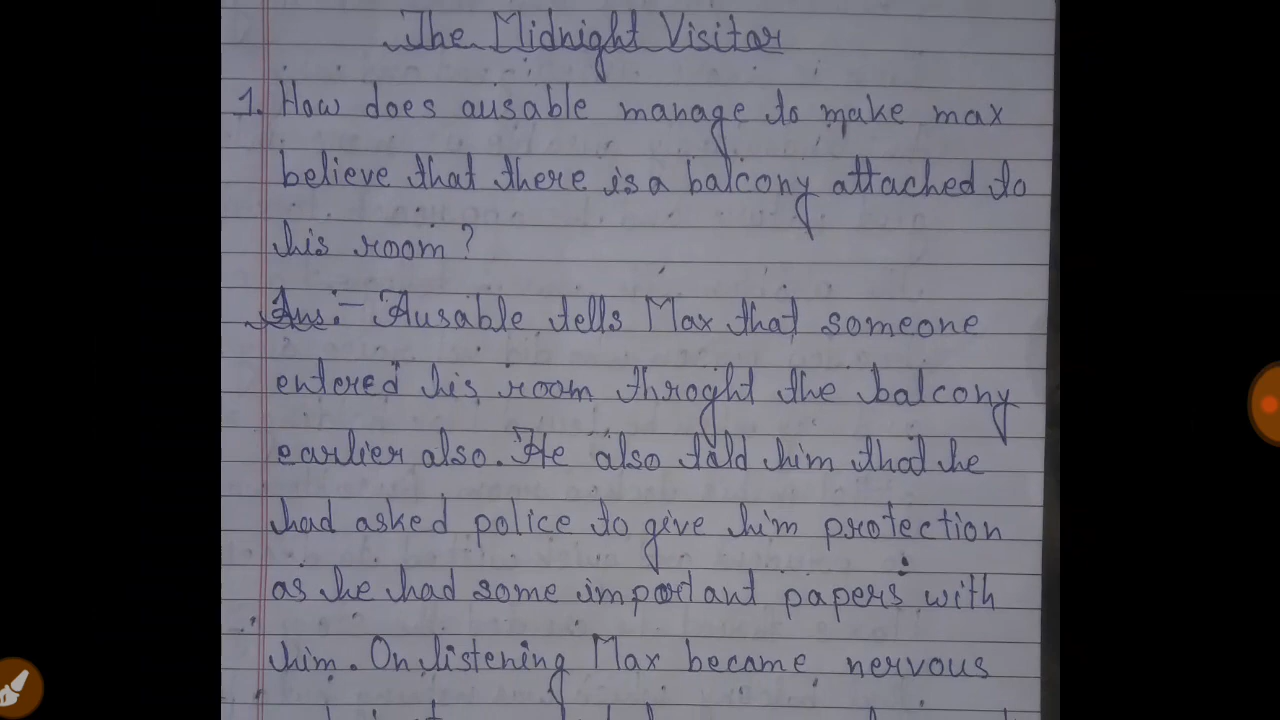 The Midnight Visitor
1. How does ausable manage to make max
believe that there is a balcony attached to
his room?
Ans:- Ausable tells Max that someone
entered his room throght the balcony
earlier also. He also told him that he
had asked police to give him protection
as he had some important papers with
him. On listening Max became nervous